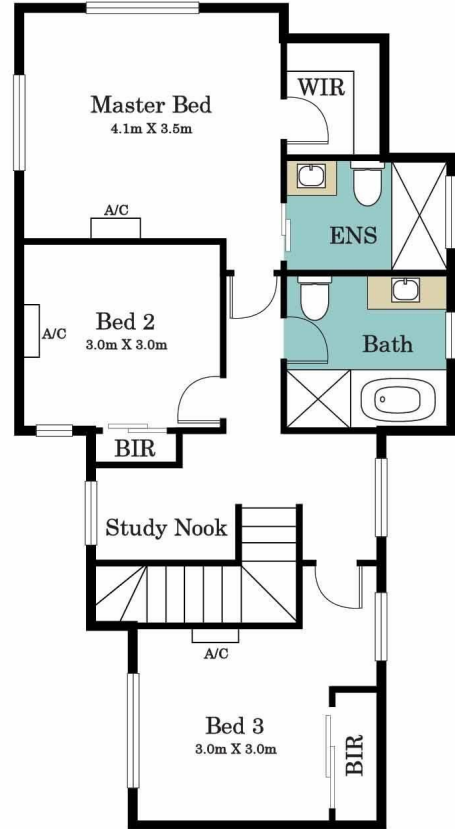 Master Bed
4.1m X 3.5m
WIR
A/C
ENS
Bed 2
3.0m X 3.0m
A/C
Bath
BIR
Study Nook
A/C
Bed 3
3.0m X 3.0m
BIR